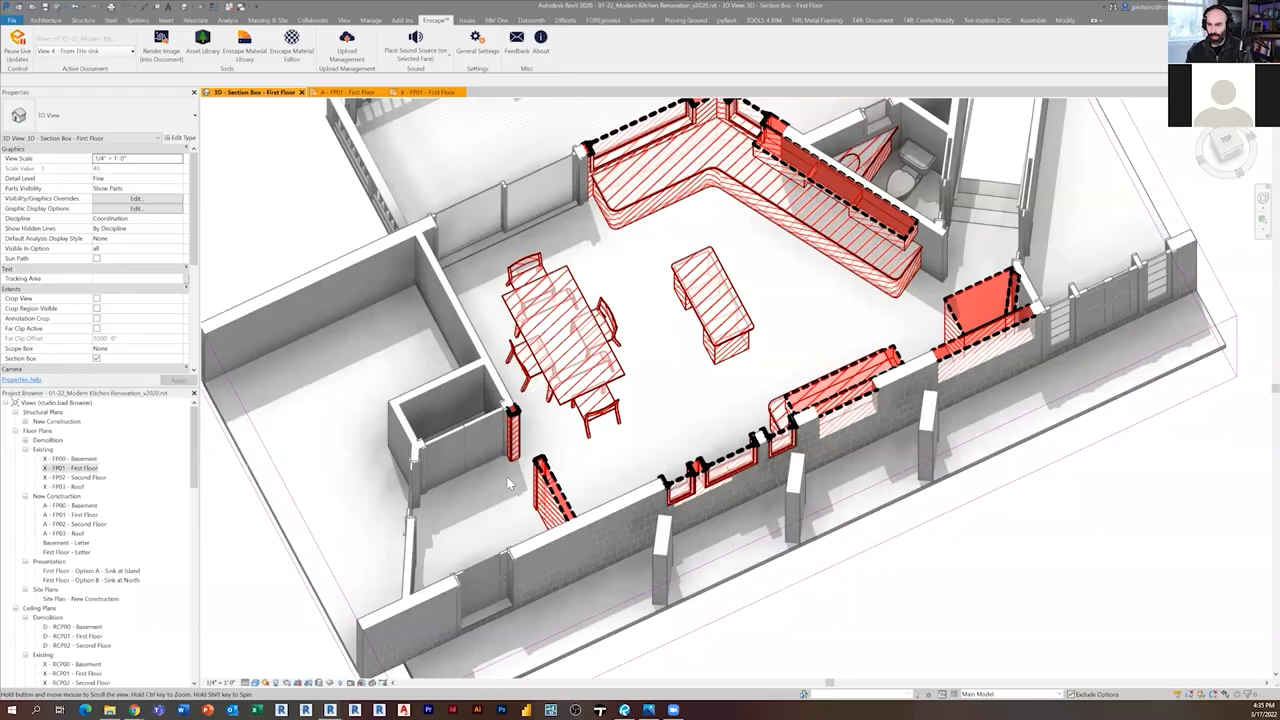 Autodesk Revit 2020 - 01-22_Modern Kitchen Renovation_v2020.rvt - 3D View: 3D - Section Box - First Floor
File Architecture Structure Steel Systems Insert Annotate Analyze Massing & Site Collaborate View Manage Add-Ins Enscape™ Issues BIM One Datasmith DiRoots FOREground Lumion® Proving Ground pyRevit TOOLS 4 BIM T4R: Metal Framing T4R: Document T4R: Create/Modify Twinmotion 2020 Assemble Modify
Pause Live Updates
View 4 - From THe sink
Render Image (Into Document)
Asset Library
Enscape Material Library
Enscape Material Editor
Upload Management
Place Sound Source (on Selected Face)
General Settings
Feedback
About
Control
Active Document
Tools
Upload Management
Sound
Settings
Misc
Properties
3D - Section Box - First Floor
A - FP01 - First Floor
X - FP01 - First Floor
TOP
3D View
3D View: 3D - Section Box - First Floor
Edit Type
Graphics
View Scale 1/4" = 1'-0"
Scale Value 1: 48
Detail Level Fine
Parts Visibility Show Parts
Visibility/Graphics Overrides Edit...
Graphic Display Options Edit...
Discipline Coordination
Show Hidden Lines By Discipline
Default Analysis Display Style None
Visible In Option all
Sun Path
Text
Tracking Area
Extents
Crop View
Crop Region Visible
Annotation Crop
Far Clip Active
Far Clip Offset 1000' 0"
Scope Box None
Section Box
Camera
Properties help
Apply
Project Browser - 01-22_Modern Kitchen Renovation_v2020.rvt
Views (studio.bad Browser)
Structural Plans
New Construction
Floor Plans
Demolition
Existing
X - FP00 - Basement
X - FP01 - First Floor
X - FP02 - Second Floor
X - FP03 - Roof
New Construction
A - FP00 - Basement
A - FP01 - First Floor
A - FP02 - Second Floor
A - FP03 - Roof
Basement - Letter
First Floor - Letter
Presentation
First Floor - Option A - Sink at Island
First Floor - Option B - Sink at North
Site Plans
Site Plan - New Construction
Ceiling Plans
Demolition
D - RCP00 - Basement
D - RCP01 - First Floor
D - RCP02 - Second Floor
Existing
X - RCP00 - Basement
X - RCP01 - First Floor
X - RCP02 - Second Floor
1/4" = 1'-0"
Hold button and move mouse to Scroll the view. Hold Ctrl key to Zoom. Hold Shift key to Spin.
Main Model
Exclude Options
4:35 PM
3/17/2022